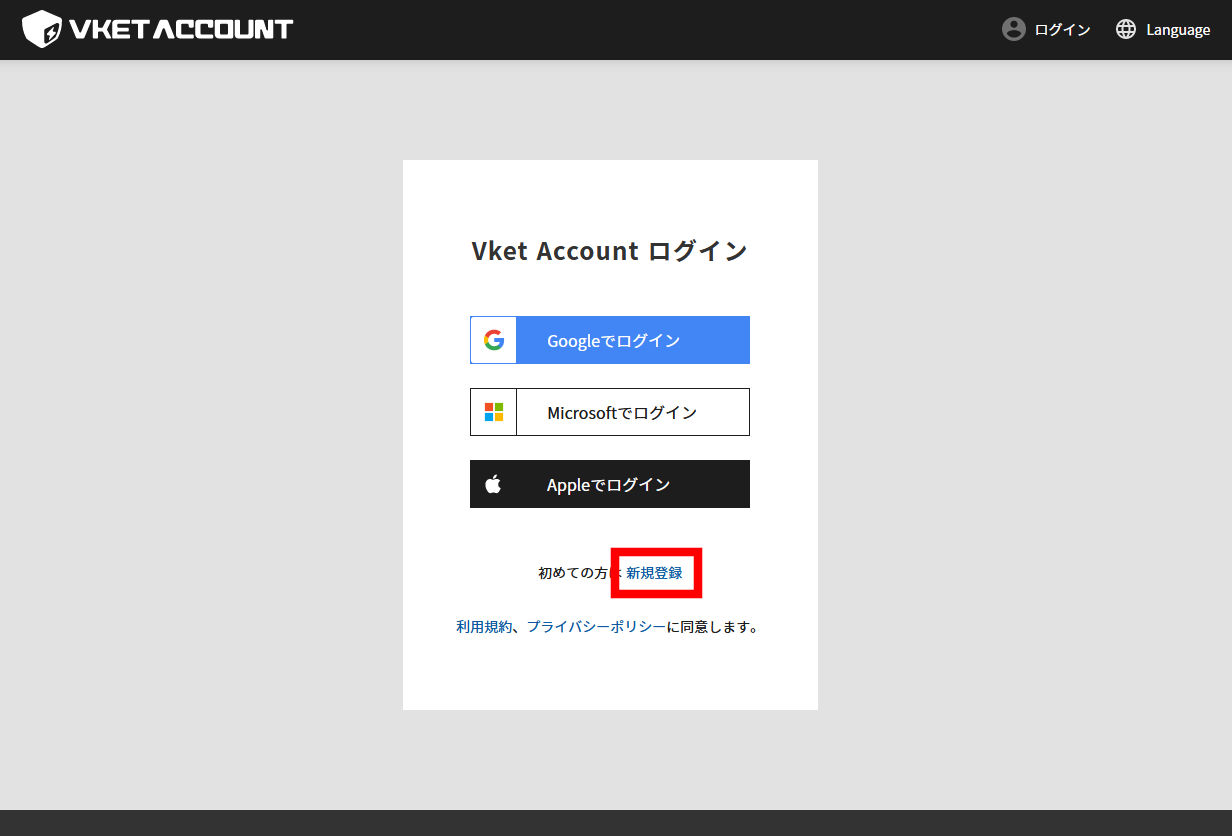 VKET ACCOUNT
ログイン
Language
Vket Account ログイン
Googleでログイン
Microsoftでログイン
Appleでログイン
初めての方は 新規登録
利用規約、プライバシーポリシーに同意します。